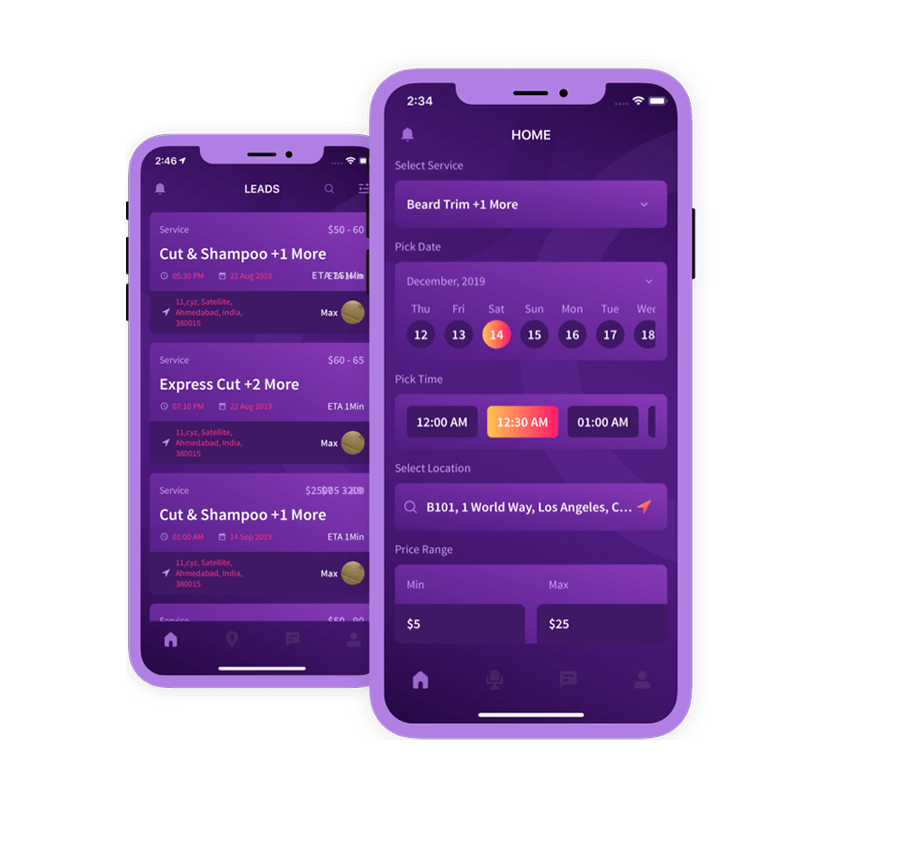 2:46
LEADS
Service
$50 - 60
Cut & Shampoo +1 More
05:30 PM
21 Aug 2019
11,cyz, Satellite,
Ahmedabad, India,
380015
Max
Service
$60 - 65
Express Cut +2 More
07:10 PM
22 Aug 2019
ETA 1Min
11,cyz, Satellite,
Ahmedabad, India,
380015
Max
Service
Cut & Shampoo +1 More
01:00 AM
14 Sep 2019
ETA 1Min
11,cyz, Satellite,
Ahmedabad, India,
380015
Max
Service
$50 - 90
2:34
HOME
Select Service
Beard Trim +1 More
Pick Date
December, 2019
Thu Fri Sat Sun Mon Tue Wed
12 13 14 15 16 17 18
Pick Time
12:00 AM 12:30 AM 01:00 AM
Select Location
B101, 1 World Way, Los Angeles, C...
Price Range
Min Max
$5 $25